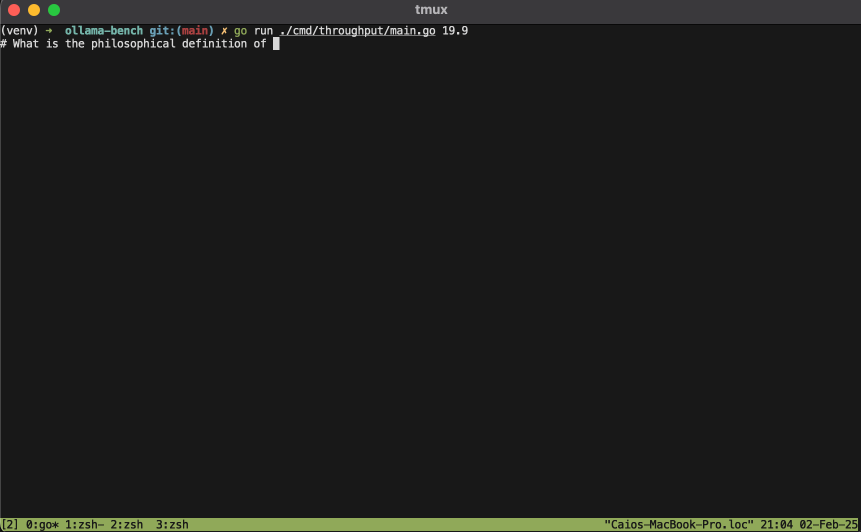 tmux
(venv) → ollama-bench git:(main) ✗ go run ./cmd/throughput/main.go 19.9
# What is the philosophical definition of
[2] 0:go* 1:zsh- 2:zsh 3:zsh "Caios-MacBook-Pro.loc" 21:04 02-Feb-25